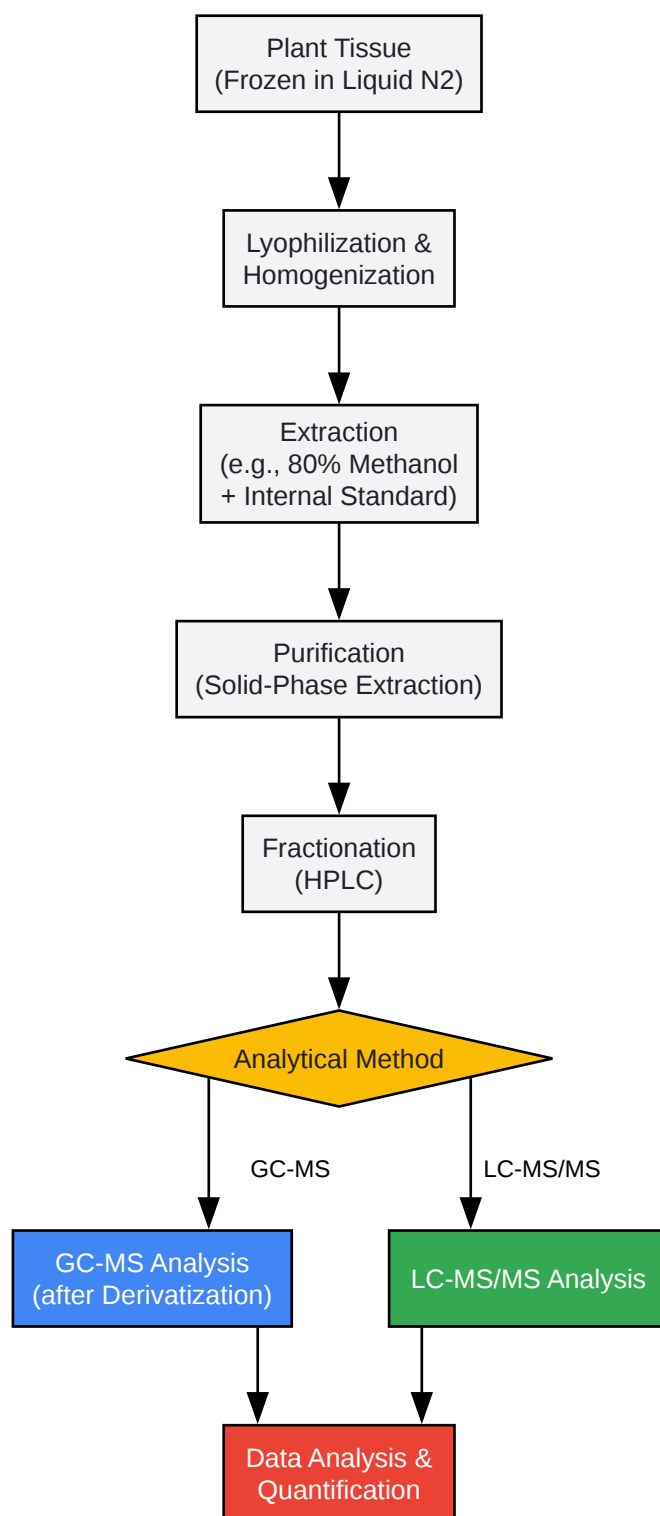 Plant Tissue
(Frozen in Liquid N2)
Lyophilization &
Homogenization
Extraction
(e.g., 80% Methanol
+ Internal Standard)
Purification
(Solid-Phase Extraction)
Fractionation
(HPLC)
Analytical Method
GC-MS
LC-MS/MS
GC-MS Analysis
(after Derivatization)
LC-MS/MS Analysis
Data Analysis &
Quantification